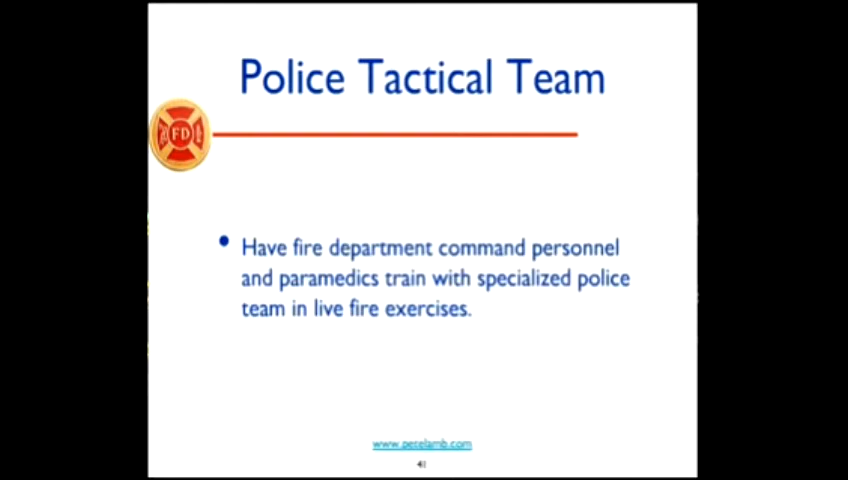 Police Tactical Team
FD
• Have fire department command personnel
and paramedics train with specialized police
team in live fire exercises.
www.petelamb.com
41